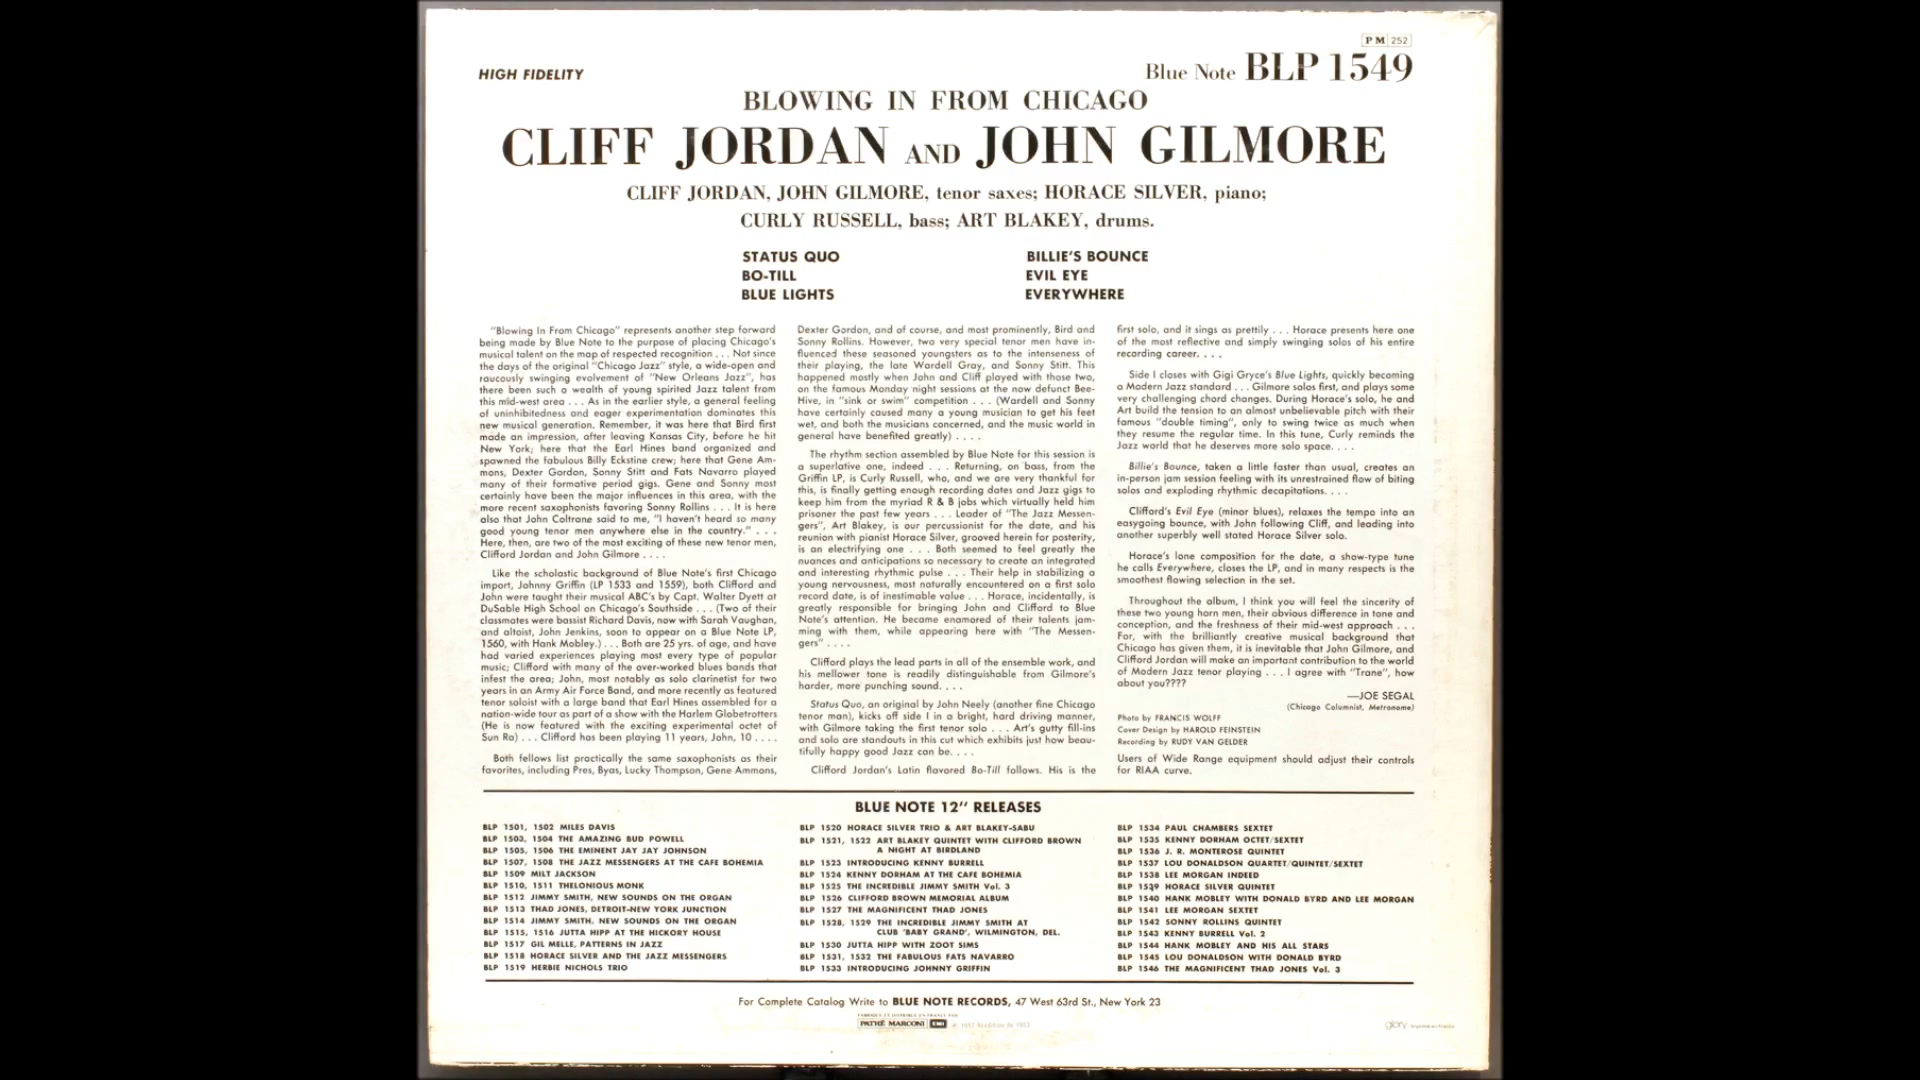 PM 252
HIGH FIDELITY
Blue Note BLP 1549
BLOWING IN FROM CHICAGO
CLIFF JORDAN AND JOHN GILMORE
CLIFF JORDAN, JOHN GILMORE, tenor saxes; HORACE SILVER, piano;
CURLY RUSSELL, bass; ART BLAKEY, drums.
STATUS QUO
BO-TILL
BLUE LIGHTS
BILLIE'S BOUNCE
EVIL EYE
EVERYWHERE
"Blowing In From Chicago" represents another step forward
being made by Blue Note to the purpose of placing Chicago's
musical talent on the map of respected recognition . . . Not since
the days of the original "Chicago Jazz" style, a wide-open and
raucously swinging evolvement of "New Orleans Jazz", has
there been such a wealth of young spirited Jazz talent from
this mid-west area . . . As in the earlier style, a general feeling
of uninhibitedness and eager experimentation dominates this
new musical generation. Remember, it was here that Bird first
made an impression, after leaving Kansas City, before he hit
New York; here that the Earl Hines band organized and
spawned the fabulous Billy Eckstine crew; here that Gene Am-
mons, Dexter Gordon, Sonny Stitt and Fats Navarro played
many of their formative period gigs. Gene and Sonny most
certainly have been the major influences in this area, with the
more recent saxophonists favoring Sonny Rollins . . . It is here
also that John Coltrane said to me, "I haven't heard so many
good young tenor men anywhere else in the country." . . .
Here, then, are two of the most exciting of these new tenor men,
Clifford Jordan and John Gilmore . . . .
Like the scholastic background of Blue Note's first Chicago
import, Johnny Griffin (LP 1533 and 1559), both Clifford and
John were taught their musical ABC's by Capt. Walter Dyett at
DuSable High School on Chicago's Southside . . . (Two of their
classmates were bassist Richard Davis, now with Sarah Vaughan,
and altoist, John Jenkins, soon to appear on a Blue Note LP,
1560, with Hank Mobley.) . . . Both are 25 yrs. of age, and have
had varied experiences playing most every type of popular
music; Clifford with many of the over-worked blues bands that
infest the area; John, most notably as solo clarinetist for two
years in an Army Air Force Band, and more recently as featured
tenor soloist with a large band that Earl Hines assembled for a
nation-wide tour as part of a show with the Harlem Globetrotters
(He is now featured with the exciting experimental octet of
Sun Ra) . . . Clifford has been playing 11 years, John, 10 . . . .
Both fellows list practically the same saxophonists as their
favorites, including Pres, Byas, Lucky Thompson, Gene Ammons,
Dexter Gordon, and of course, and most prominently, Bird and
Sonny Rollins. However, two very special tenor men have in-
fluenced these seasoned youngsters as to the intenseness of
their playing, the late Wardell Gray, and Sonny Stitt. This
happened mostly when John and Cliff played with those two,
on the famous Monday night sessions at the now defunct Bee-
Hive, in "sink or swim" competition . . . (Wardell and Sonny
have certainly caused many a young musician to get his feet
wet, and both the musicians concerned, and the music world in
general have benefited greatly) . . . .
The rhythm section assembled by Blue Note for this session is
a superlative one, indeed . . . Returning, on bass, from the
Griffin LP, is Curly Russell, who, and we are very thankful for
this, is finally getting enough recording dates and Jazz gigs to
keep him from the myriad R & B jobs which virtually held him
prisoner the past few years . . . Leader of "The Jazz Messen-
gers", Art Blakey, is our percussionist for the date, and his
reunion with pianist Horace Silver, grooved herein for posterity,
is an electrifying one . . . Both seemed to feel greatly the
nuances and anticipations so necessary to create an integrated
and interesting rhythmic pulse . . . Their help in stabilizing a
young nervousness, most naturally encountered on a first solo
record date, is of inestimable value . . . Horace, incidentally, is
greatly responsible for bringing John and Clifford to Blue
Note's attention. He became enamored of their talents jam-
ming with them, while appearing here with "The Messen-
gers" . . . .
Clifford plays the lead parts in all of the ensemble work, and
his mellower tone is readily distinguishable from Gilmore's
harder, more punching sound. . . .
Status Quo, an original by John Neely (another fine Chicago
tenor man), kicks off side I in a bright, hard driving manner,
with Gilmore taking the first tenor solo . . . Art's gutty fill-ins
and solo are standouts in this cut which exhibits just how beau-
tifully happy good Jazz can be. . . .
Clifford Jordan's Latin flavored Bo-Till follows. His is the
first solo, and it sings as prettily . . . Horace presents here one
of the most reflective and simply swinging solos of his entire
recording career. . . .
Side I closes with Gigi Gryce's Blue Lights, quickly becoming
a Modern Jazz standard . . . Gilmore solos first, and plays some
very challenging chord changes. During Horace's solo, he and
Art build the tension to an almost unbelievable pitch with their
famous "double timing", only to swing twice as much when
they resume the regular time. In this tune, Curly reminds the
Jazz world that he deserves more solo space. . . .
Billie's Bounce, taken a little faster than usual, creates an
in-person jam session feeling with its unrestrained flow of biting
solos and exploding rhythmic decapitations. . . .
Clifford's Evil Eye (minor blues), relaxes the tempo into an
easygoing bounce, with John following Cliff, and leading into
another superbly well stated Horace Silver solo.
Horace's lone composition for the date, a show-type tune
he calls Everywhere, closes the LP, and in many respects is the
smoothest flowing selection in the set.
Throughout the album, I think you will feel the sincerity of
these two young horn men, their obvious difference in tone and
conception, and the freshness of their mid-west approach . . .
For, with the brilliantly creative musical background that
Chicago has given them, it is inevitable that John Gilmore, and
Clifford Jordan will make an important contribution to the world
of Modern Jazz tenor playing . . . I agree with "Trane", how
about you????
—JOE SEGAL
(Chicago Columnist, Metronome)
Photo by FRANCIS WOLFF
Cover Design by HAROLD FEINSTEIN
Recording by RUDY VAN GELDER
Users of Wide Range equipment should adjust their controls
for RIAA curve.
BLUE NOTE 12" RELEASES
BLP 1501, 1502 MILES DAVIS
BLP 1503, 1504 THE AMAZING BUD POWELL
BLP 1505, 1506 THE EMINENT JAY JAY JOHNSON
BLP 1507, 1508 THE JAZZ MESSENGERS AT THE CAFE BOHEMIA
BLP 1509 MILT JACKSON
BLP 1510, 1511 THELONIOUS MONK
BLP 1512 JIMMY SMITH, NEW SOUNDS ON THE ORGAN
BLP 1513 THAD JONES, DETROIT-NEW YORK JUNCTION
BLP 1514 JIMMY SMITH, NEW SOUNDS ON THE ORGAN
BLP 1515, 1516 JUTTA HIPP AT THE HICKORY HOUSE
BLP 1517 GIL MELLE, PATTERNS IN JAZZ
BLP 1518 HORACE SILVER AND THE JAZZ MESSENGERS
BLP 1519 HERBIE NICHOLS TRIO
BLP 1520 HORACE SILVER TRIO & ART BLAKEY-SABU
BLP 1521, 1522 ART BLAKEY QUINTET WITH CLIFFORD BROWN
A NIGHT AT BIRDLAND
BLP 1523 INTRODUCING KENNY BURRELL
BLP 1524 KENNY DORHAM AT THE CAFE BOHEMIA
BLP 1525 THE INCREDIBLE JIMMY SMITH Vol. 3
BLP 1526 CLIFFORD BROWN MEMORIAL ALBUM
BLP 1527 THE MAGNIFICENT THAD JONES
BLP 1528, 1529 THE INCREDIBLE JIMMY SMITH AT
CLUB 'BABY GRAND', WILMINGTON, DEL.
BLP 1530 JUTTA HIPP WITH ZOOT SIMS
BLP 1531, 1532 THE FABULOUS FATS NAVARRO
BLP 1533 INTRODUCING JOHNNY GRIFFIN
BLP 1534 PAUL CHAMBERS SEXTET
BLP 1535 KENNY DORHAM OCTET/SEXTET
BLP 1536 J. R. MONTEROSE QUINTET
BLP 1537 LOU DONALDSON QUARTET/QUINTET/SEXTET
BLP 1538 LEE MORGAN INDEED
BLP 1539 HORACE SILVER QUINTET
BLP 1540 HANK MOBLEY WITH DONALD BYRD AND LEE MORGAN
BLP 1541 LEE MORGAN SEXTET
BLP 1542 SONNY ROLLINS QUINTET
BLP 1543 KENNY BURRELL Vol. 2
BLP 1544 HANK MOBLEY AND HIS ALL STARS
BLP 1545 LOU DONALDSON WITH DONALD BYRD
BLP 1546 THE MAGNIFICENT THAD JONES Vol. 3
For Complete Catalog Write to BLUE NOTE RECORDS, 47 West 63rd St., New York 23
FABRIQUE ET DISTRIBUE EN FRANCE PAR
PATHÉ MARCONI EMI
glory